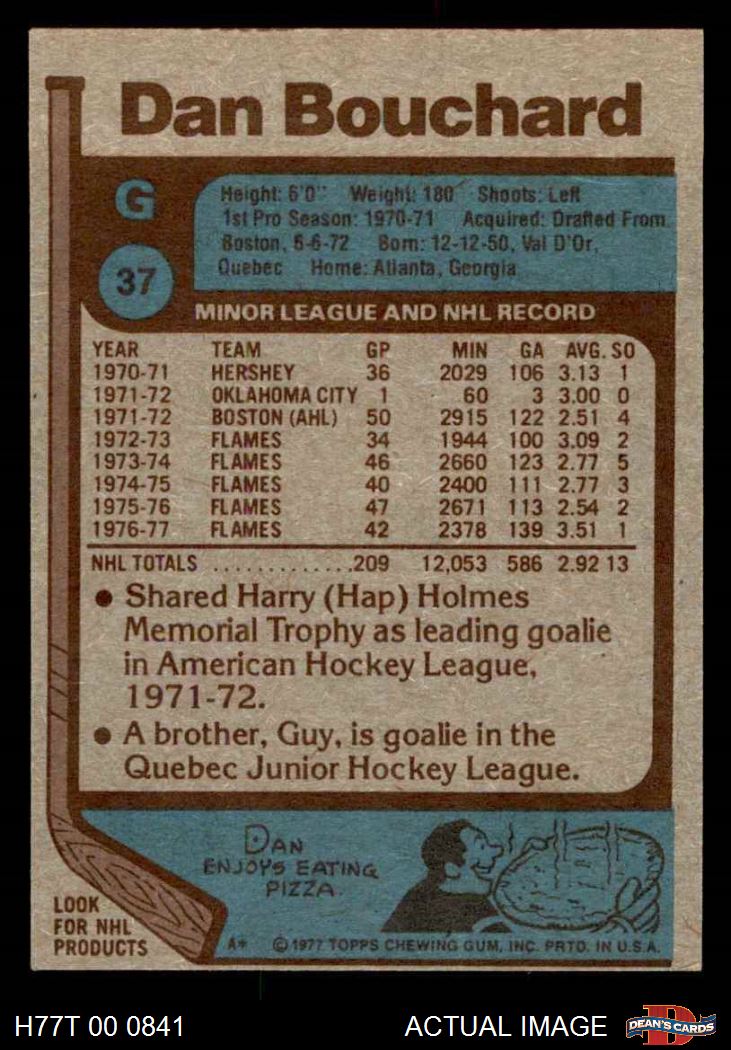 Dan Bouchard
G
37
Height: 6'0" Weight: 180 Shoots: Left
1st Pro Season: 1970-71 Acquired: Drafted From
Boston, 6-6-72 Born: 12-12-50, Val D'Or,
Quebec Home: Atlanta, Georgia
MINOR LEAGUE AND NHL RECORD
YEAR TEAM GP MIN GA AVG. SO
1970-71 HERSHEY 36 2029 106 3.13 1
1971-72 OKLAHOMA CITY 1 60 3 3.00 0
1971-72 BOSTON (AHL) 50 2915 122 2.51 4
1972-73 FLAMES 34 1944 100 3.09 2
1973-74 FLAMES 46 2660 123 2.77 5
1974-75 FLAMES 40 2400 111 2.77 3
1975-76 FLAMES 47 2671 113 2.54 2
1976-77 FLAMES 42 2378 139 3.51 1
NHL TOTALS .............209 12,053 586 2.92 13
• Shared Harry (Hap) Holmes
Memorial Trophy as leading goalie
in American Hockey League,
1971-72.
• A brother, Guy, is goalie in the
Quebec Junior Hockey League.
DAN
ENJOYS EATING
PIZZA
LOOK
FOR NHL
PRODUCTS
A* © 1977 TOPPS CHEWING GUM, INC. PRTD. IN U.S.A.
H77T 00 0841 ACTUAL IMAGE DEAN'S CARDS